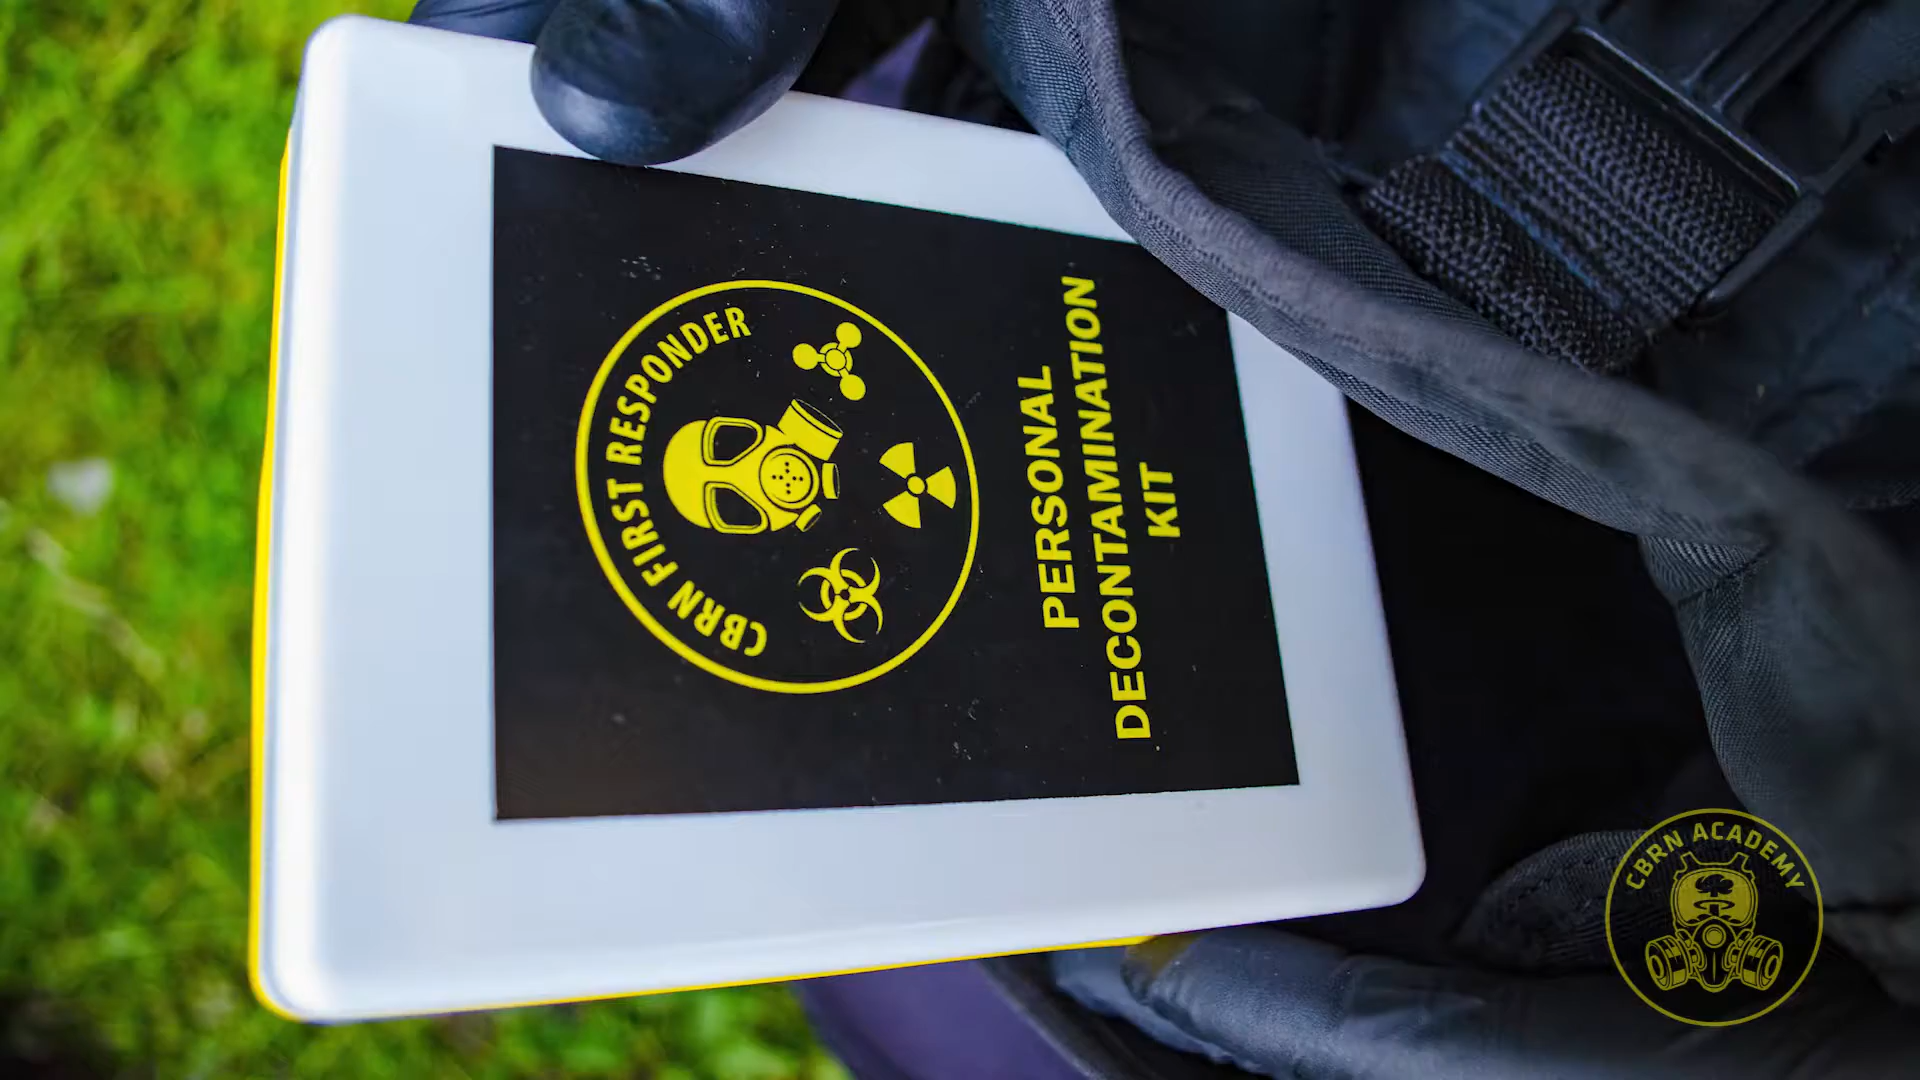 CBRN FIRST RESPONDER
PERSONAL
DECONTAMINATION
KIT
CBRN ACADEMY